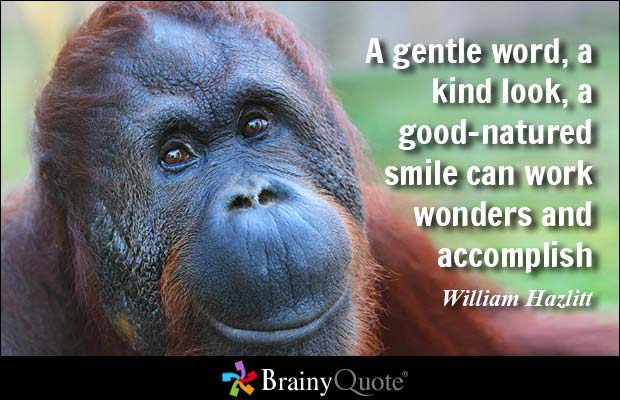 A gentle word, a
kind look, a
good-natured
smile can work
wonders and
accomplish
William Hazlitt
BrainyQuote®